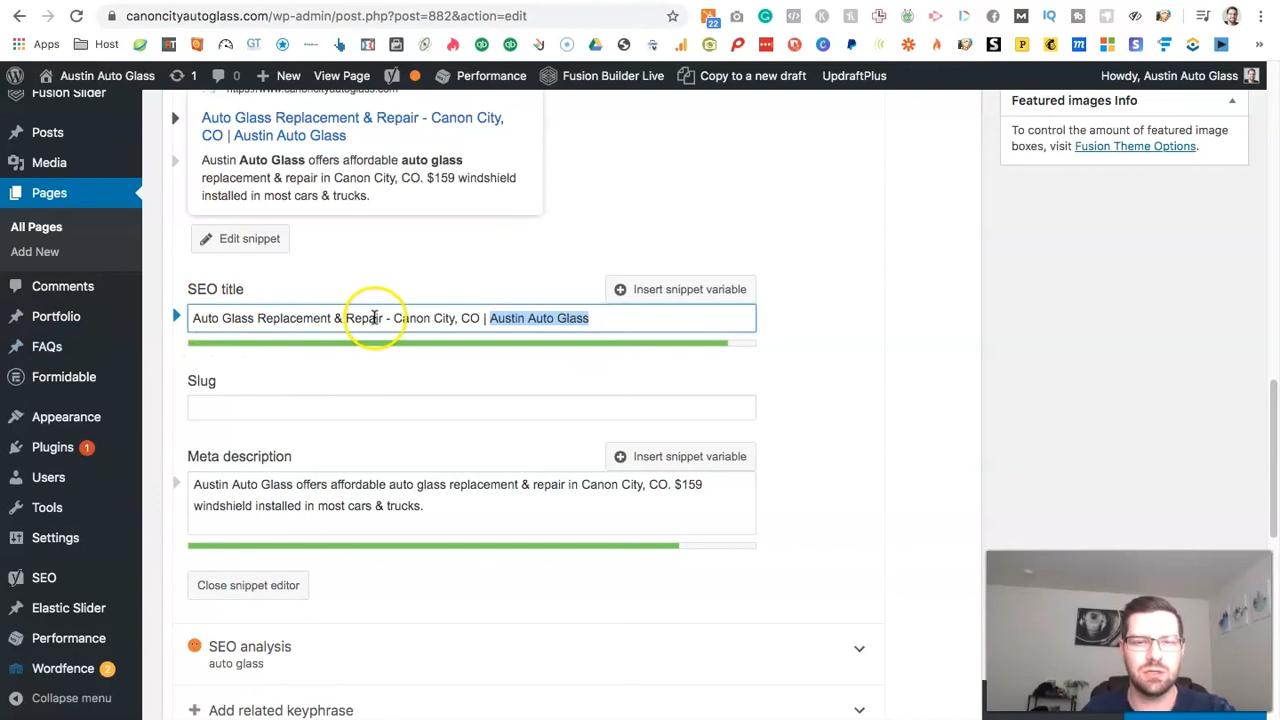 canoncityautoglass.com/wp-admin/post.php?post=882&action=edit
22
Apps
Host
Austin Auto Glass
1
0
New
View Page
Performance
Fusion Builder Live
Copy to a new draft
UpdraftPlus
Howdy, Austin Auto Glass
Fusion Slider
Posts
Media
Pages
All Pages
Add New
Comments
Portfolio
FAQs
Formidable
Appearance
Plugins 1
Users
Tools
Settings
SEO
Elastic Slider
Performance
Wordfence 2
Collapse menu
https://www.canoncityautoglass.com
Auto Glass Replacement & Repair - Canon City,
CO | Austin Auto Glass
Austin Auto Glass offers affordable auto glass
replacement & repair in Canon City, CO. $159 windshield
installed in most cars & trucks.
Edit snippet
SEO title
Insert snippet variable
Auto Glass Replacement & Repair - Canon City, CO | Austin Auto Glass
Slug
Meta description
Insert snippet variable
Austin Auto Glass offers affordable auto glass replacement & repair in Canon City, CO. $159
windshield installed in most cars & trucks.
Close snippet editor
SEO analysis
auto glass
Add related keyphrase
Featured images Info
To control the amount of featured image
boxes, visit Fusion Theme Options.